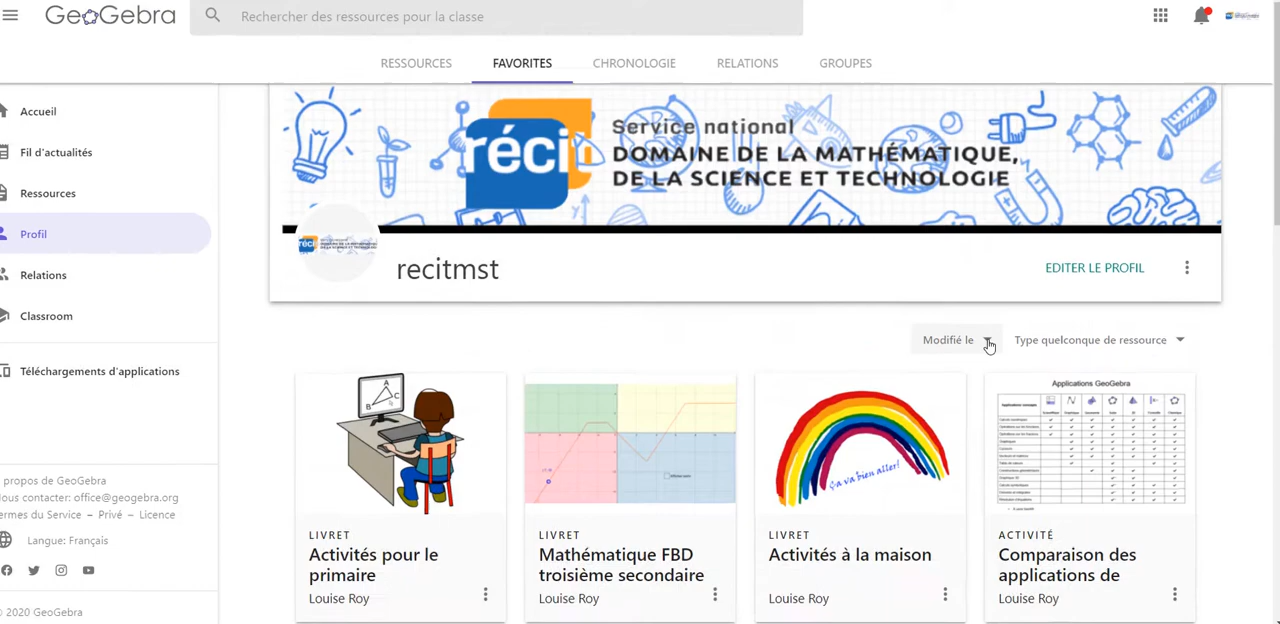 GeoGebra
Rechercher des ressources pour la classe
RESSOURCES FAVORITES CHRONOLOGIE RELATIONS GROUPES
Accueil
Fil d'actualités
Ressources
Profil
Relations
Classroom
Téléchargements d'applications
propos de GeoGebra
ous contacter: office@geogebra.org
ermes du Service – Privé – Licence
Langue: Français
© 2020 GeoGebra
récit
Service national
DOMAINE DE LA MATHÉMATIQUE,
DE LA SCIENCE ET TECHNOLOGIE
recitmst
EDITER LE PROFIL
Modifié le
Type quelconque de ressource
A
B C
LIVRET
Activités pour le
primaire
Louise Roy
LIVRET
Mathématique FBD
troisième secondaire
Louise Roy
Ça va bien aller!
LIVRET
Activités à la maison
Louise Roy
Applications GeoGebra
ACTIVITÉ
Comparaison des
applications de
Louise Roy